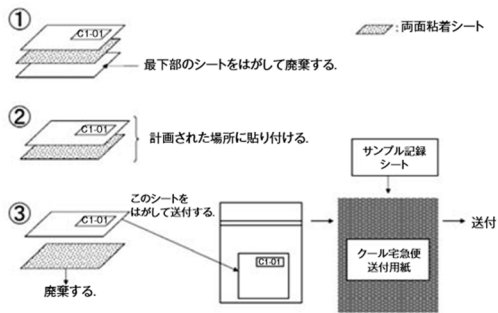 ①
C1-01
:両面粘着シート
最下部のシートをはがして廃棄する.
②
C1-01
計画された場所に貼り付ける.
③
C1-01
このシートを
はがして送付する.
廃棄する.
C1-01
サンプル記録
シート
クール宅急便
送付用紙
送付